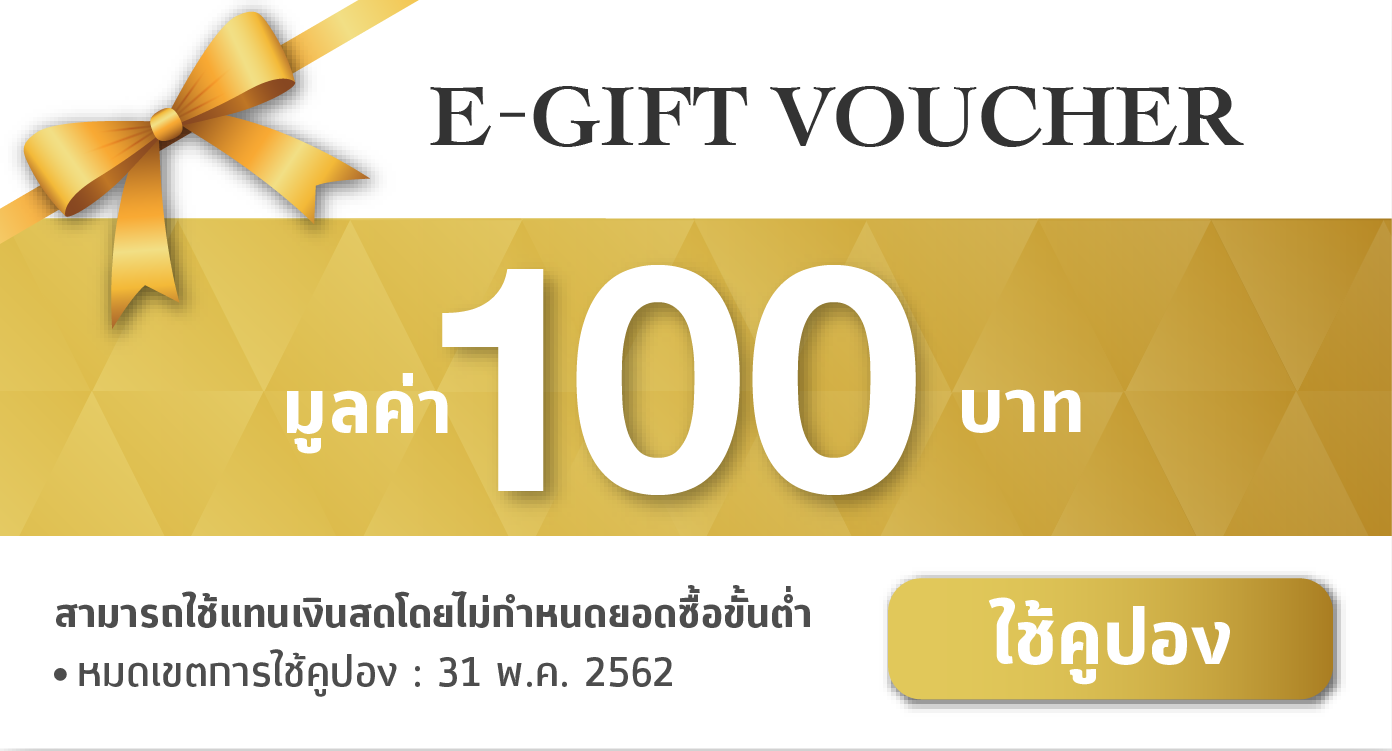 E-GIFT VOUCHER
มูลค่า 100 บาท
สามารถใช้แทนเงินสดโดยไม่กำหนดยอดซื้อขั้นต่ำ
• หมดเขตการใช้คูปอง : 31 พ.ค. 2562
ใช้คูปอง